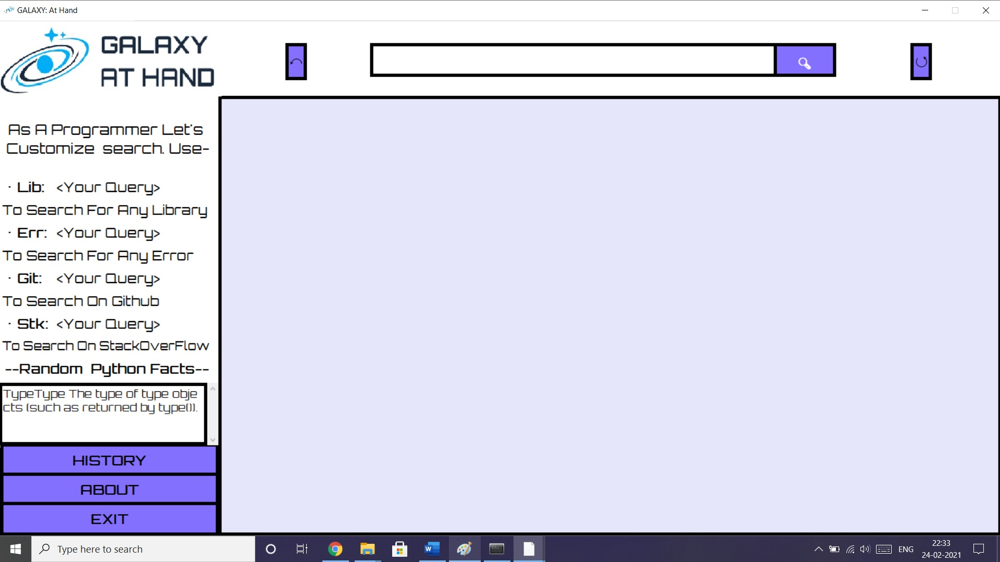 GALAXY: At Hand
GALAXY
AT HAND
As A Programmer Let's
Customize search. Use-
· Lib: <Your Query>
To Search For Any Library
· Err: <Your Query>
To Search For Any Error
· Git: <Your Query>
To Search On Github
· Stk: <Your Query>
To Search On StackOverFlow
--Random Python Facts--
TypeType The type of type obje
cts (such as returned by type()).
HISTORY
ABOUT
EXIT
Type here to search
W
ENG
22:33
24-02-2021